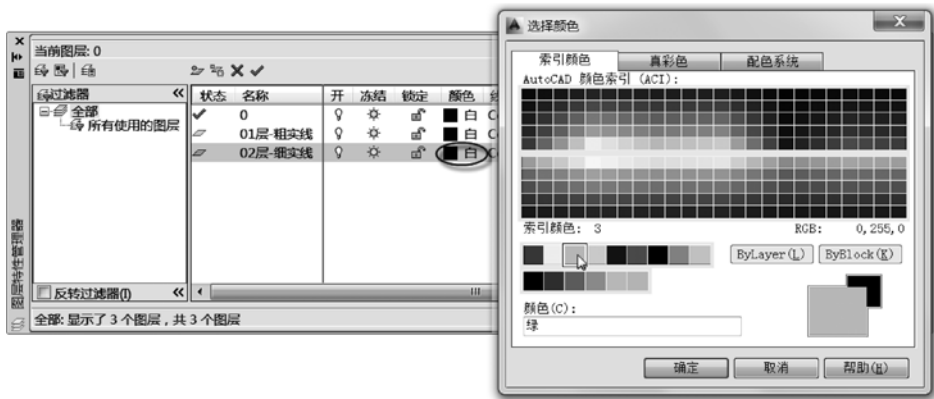 当前图层: 0
过滤器
全部
所有使用的图层
状态 名称 开 冻结 锁定 颜色
0 白 C
01层-粗实线 白 C
02层-细实线 白 C
反转过滤器(I)
全部: 显示了 3 个图层 , 共 3 个图层
图层特性管理器
选择颜色
索引颜色 真彩色 配色系统
AutoCAD 颜色索引 (ACI):
索引颜色: 3 RGB: 0, 255, 0
ByLayer(L) ByBlock(K)
颜色(C):
绿
确定 取消 帮助(H)